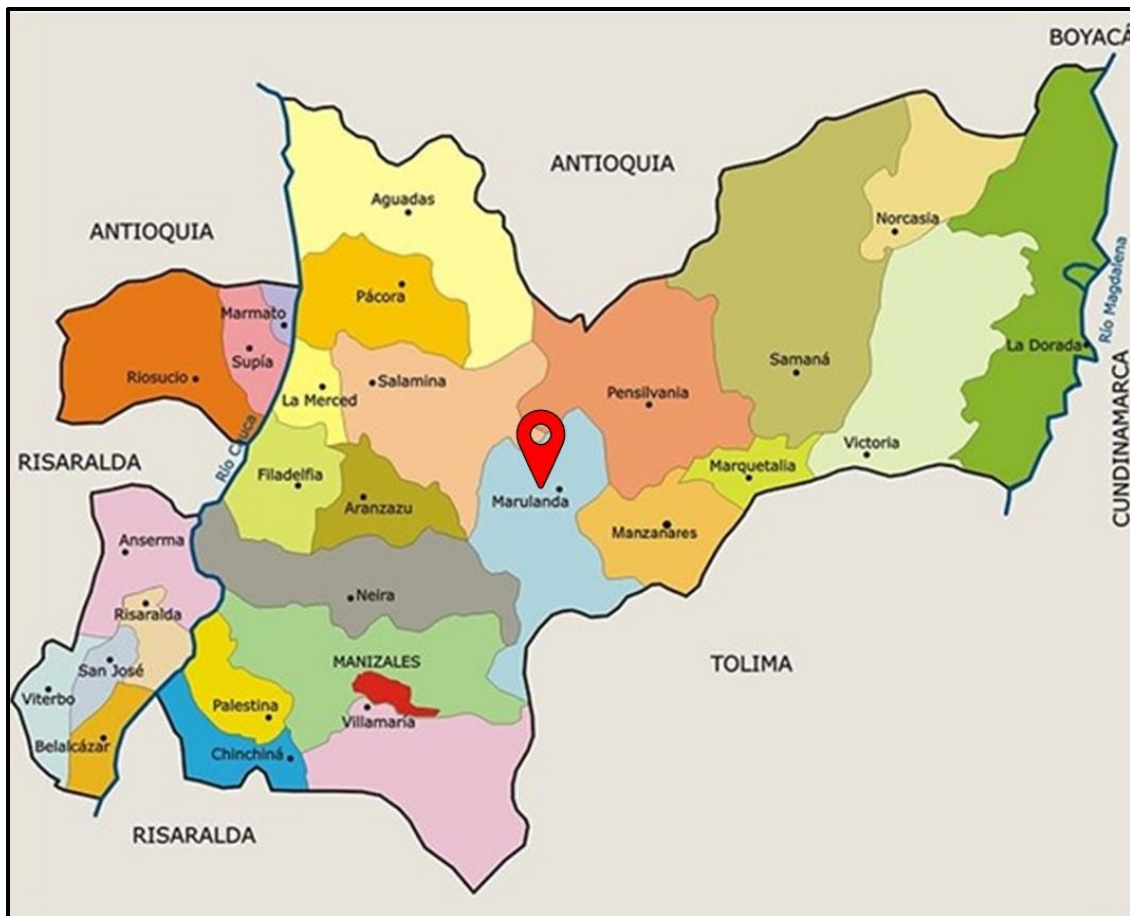 BOYACÁ
ANTIOQUIA
Aguadas
Norcasia
ANTIOQUIA
Río Magdalena
Pácora
Marmato
La Dorada
Supía
Samaná
Riosucio
Salamina
Pensilvania
La Merced
CUNDINAMARCA
Río Cauca
Victoria
RISARALDA
Marquetalia
Filadelfia
Marulanda
Aranzazu
Manzanares
Anserma
Neira
Risaralda
MANIZALES
TOLIMA
San José
Viterbo
Palestina
Villamaría
Belalcázar
Chinchiná
RISARALDA